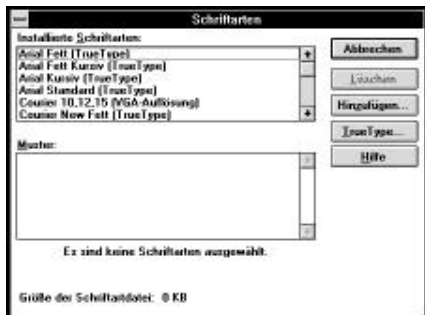 Schriftarten
Installierte Schriftarten:
Arial Fett (TrueType)
Arial Fett Kursiv (TrueType)
Arial Kursiv (TrueType)
Arial Standard (TrueType)
Courier 10,12,15 (VGA-Auflösung)
Courier New Fett (TrueType)
Abbrechen
Löschen
Hinzufügen...
TrueType...
Hilfe
Muster:
Es sind keine Schriftarten ausgewählt.
Größe der Schriftartdatei: 0 KB